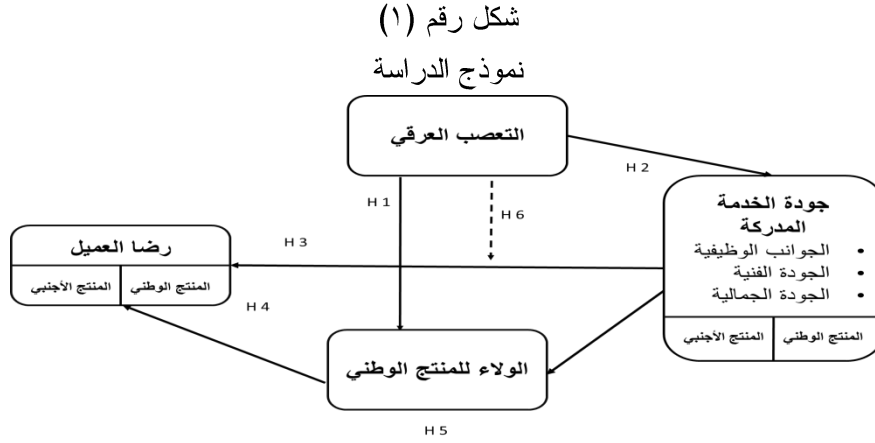 شكل رقم (١)
نموذج الدراسة
التعصب العرقي
H 2
H 1
H 6
جودة الخدمة
المدركة
• الجوانب الوظيفية
• الجودة الفنية
• الجودة الجمالية
المنتج الوطني
المنتج الأجنبي
H 3
رضا العميل
المنتج الوطني
المنتج الأجنبي
H 4
الولاء للمنتج الوطني
H 5